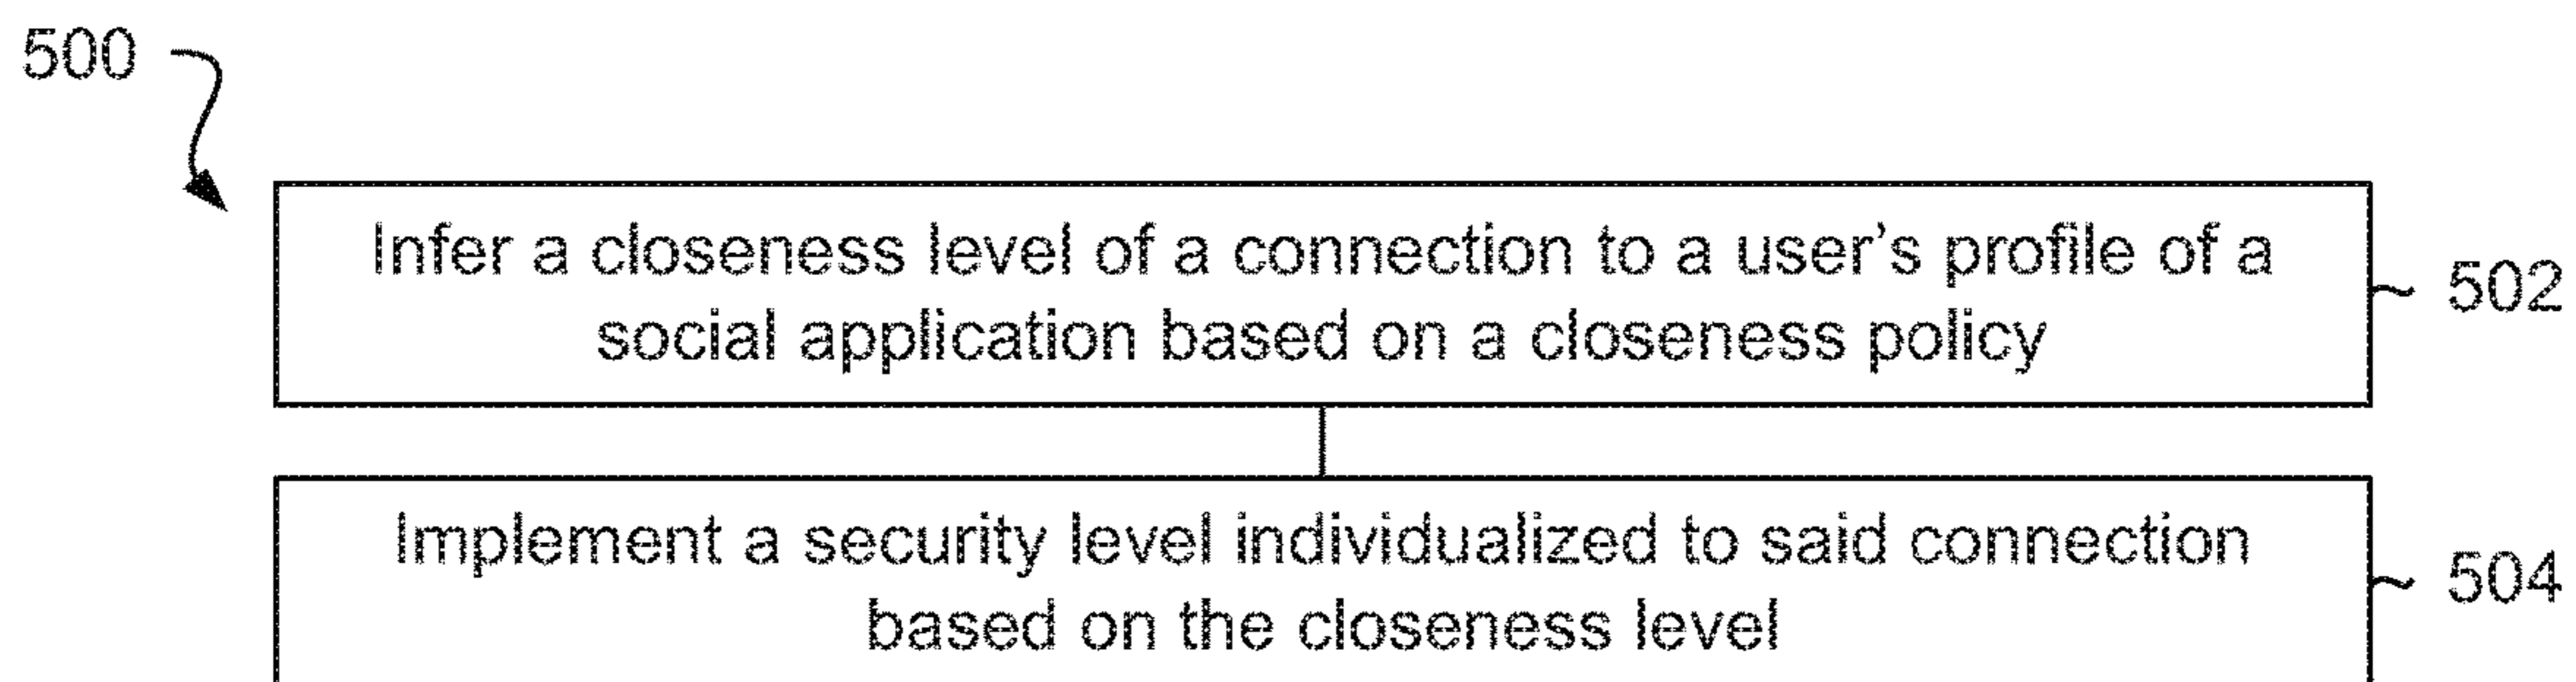 500
Infer a closeness level of a connection to a user's profile of a
social application based on a closeness policy
502
Implement a security level individualized to said connection
based on the closeness level
504